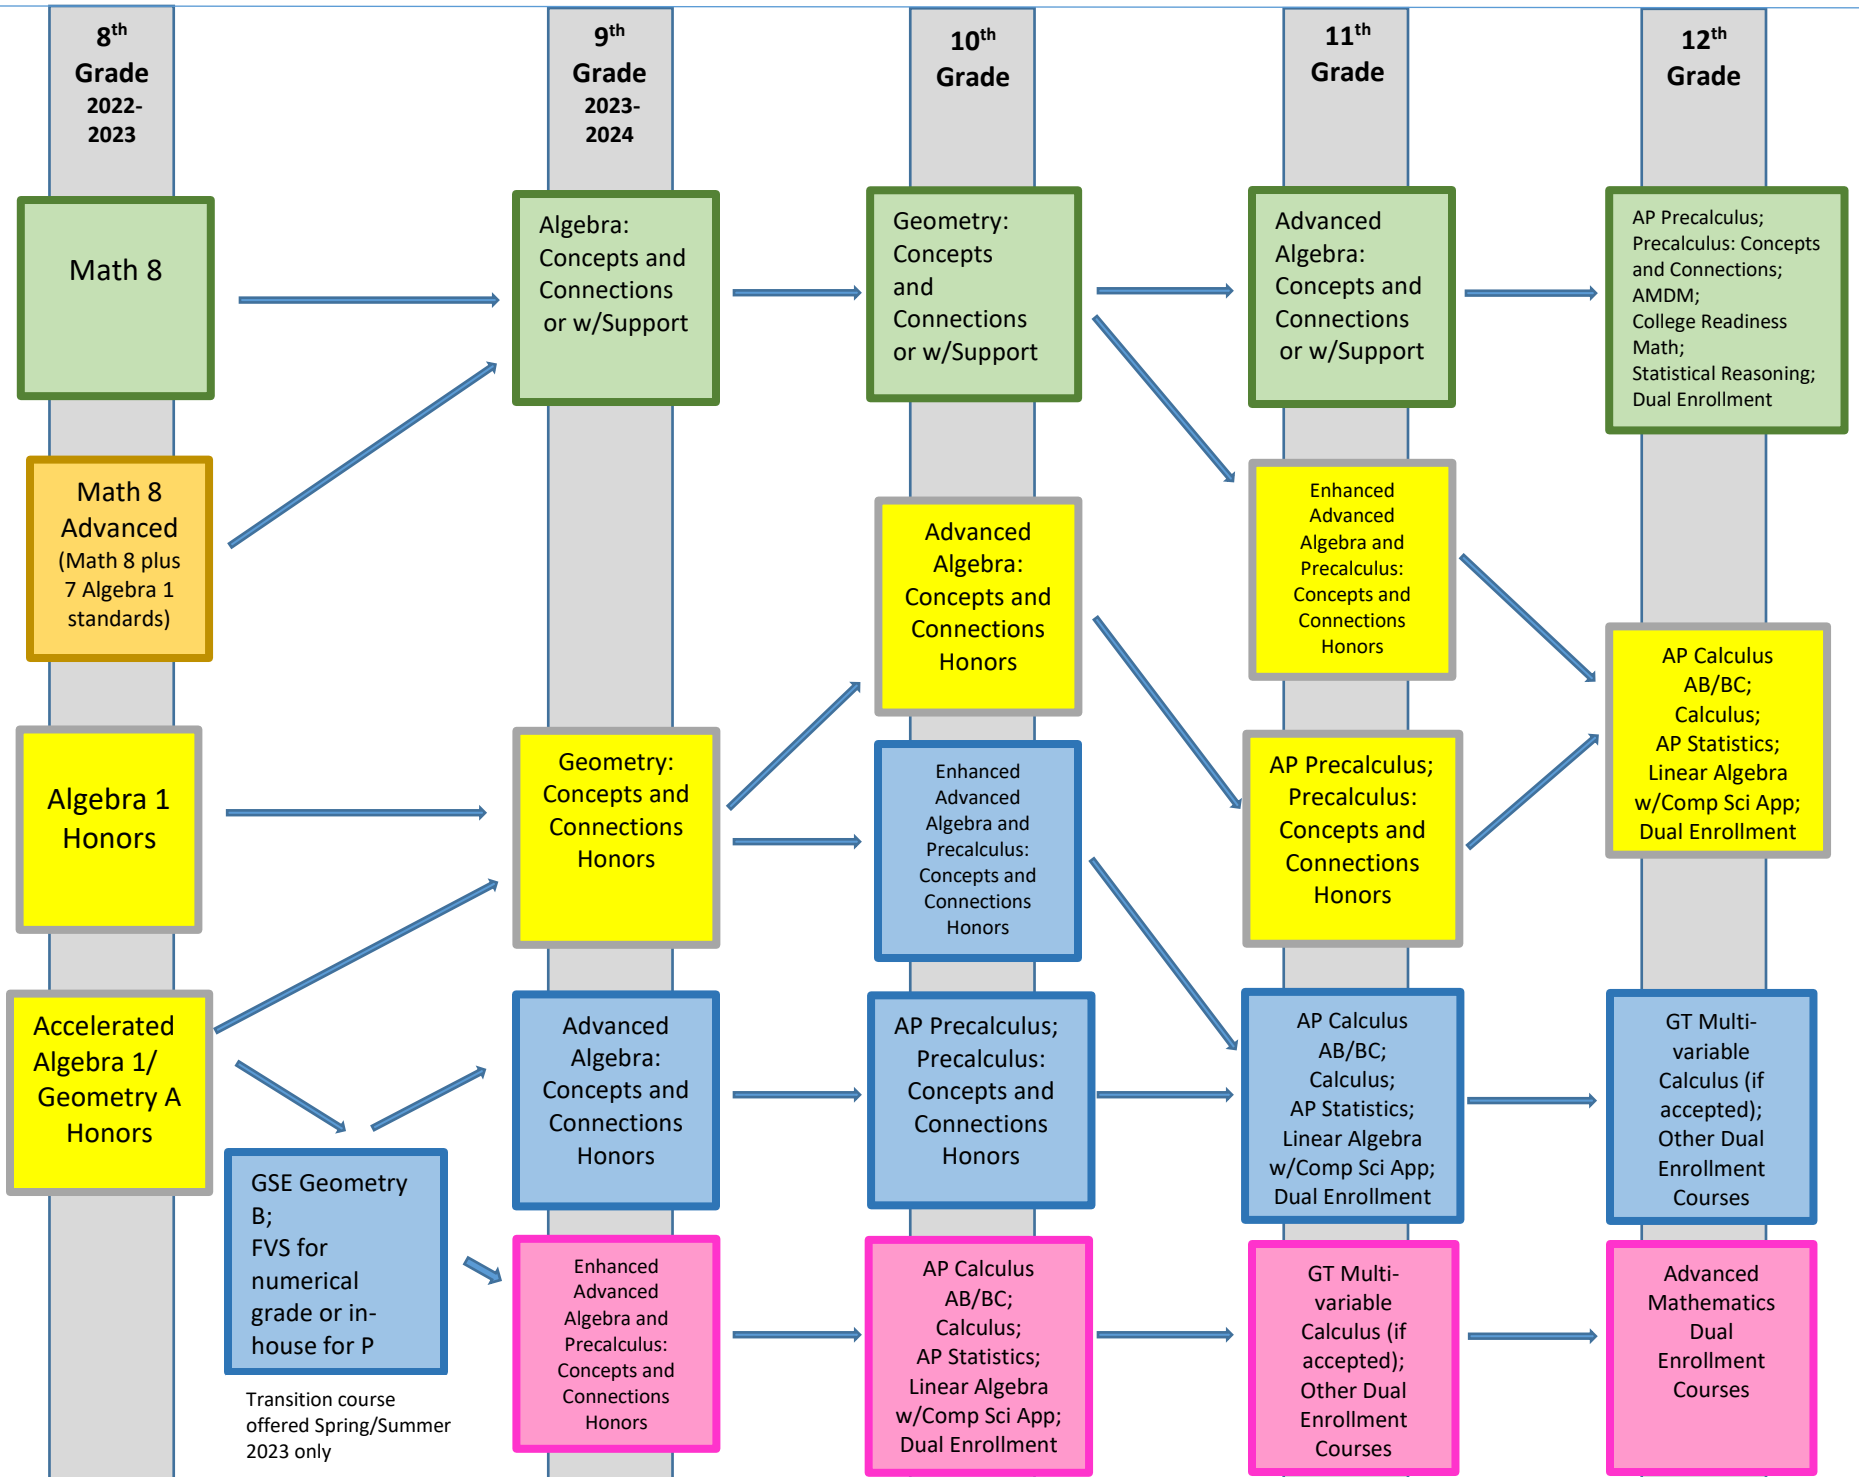 8th
Grade
2022-
2023
9th
Grade
2023-
2024
10th
Grade
11th
Grade
12th
Grade
Math 8
Algebra:
Concepts and
Connections
or w/Support
Geometry:
Concepts
and
Connections
or w/Support
Advanced
Algebra:
Concepts and
Connections
or w/Support
AP Precalculus;
Precalculus: Concepts
and Connections;
AMDM;
College Readiness
Math;
Statistical Reasoning;
Dual Enrollment
Math 8
Advanced
(Math 8 plus
7 Algebra 1
standards)
Advanced
Algebra:
Concepts and
Connections
Honors
Enhanced
Advanced
Algebra and
Precalculus:
Concepts and
Connections
Honors
AP Calculus
AB/BC;
Calculus;
AP Statistics;
Linear Algebra
w/Comp Sci App;
Dual Enrollment
Algebra 1
Honors
Geometry:
Concepts and
Connections
Honors
Enhanced
Advanced
Algebra and
Precalculus:
Concepts and
Connections
Honors
AP Precalculus;
Precalculus:
Concepts and
Connections
Honors
Accelerated
Algebra 1/
Geometry A
Honors
Advanced
Algebra:
Concepts and
Connections
Honors
AP Precalculus;
Precalculus:
Concepts and
Connections
Honors
AP Calculus
AB/BC;
Calculus;
AP Statistics;
Linear Algebra
w/Comp Sci App;
Dual Enrollment
GT Multi-
variable
Calculus (if
accepted);
Other Dual
Enrollment
Courses
GSE Geometry
B;
FVS for
numerical
grade or in-
house for P
Transition course
offered Spring/Summer
2023 only
Enhanced
Advanced
Algebra and
Precalculus:
Concepts and
Connections
Honors
AP Calculus
AB/BC;
Calculus;
AP Statistics;
Linear Algebra
w/Comp Sci App;
Dual Enrollment
GT Multi-
variable
Calculus (if
accepted);
Other Dual
Enrollment
Courses
Advanced
Mathematics
Dual
Enrollment
Courses